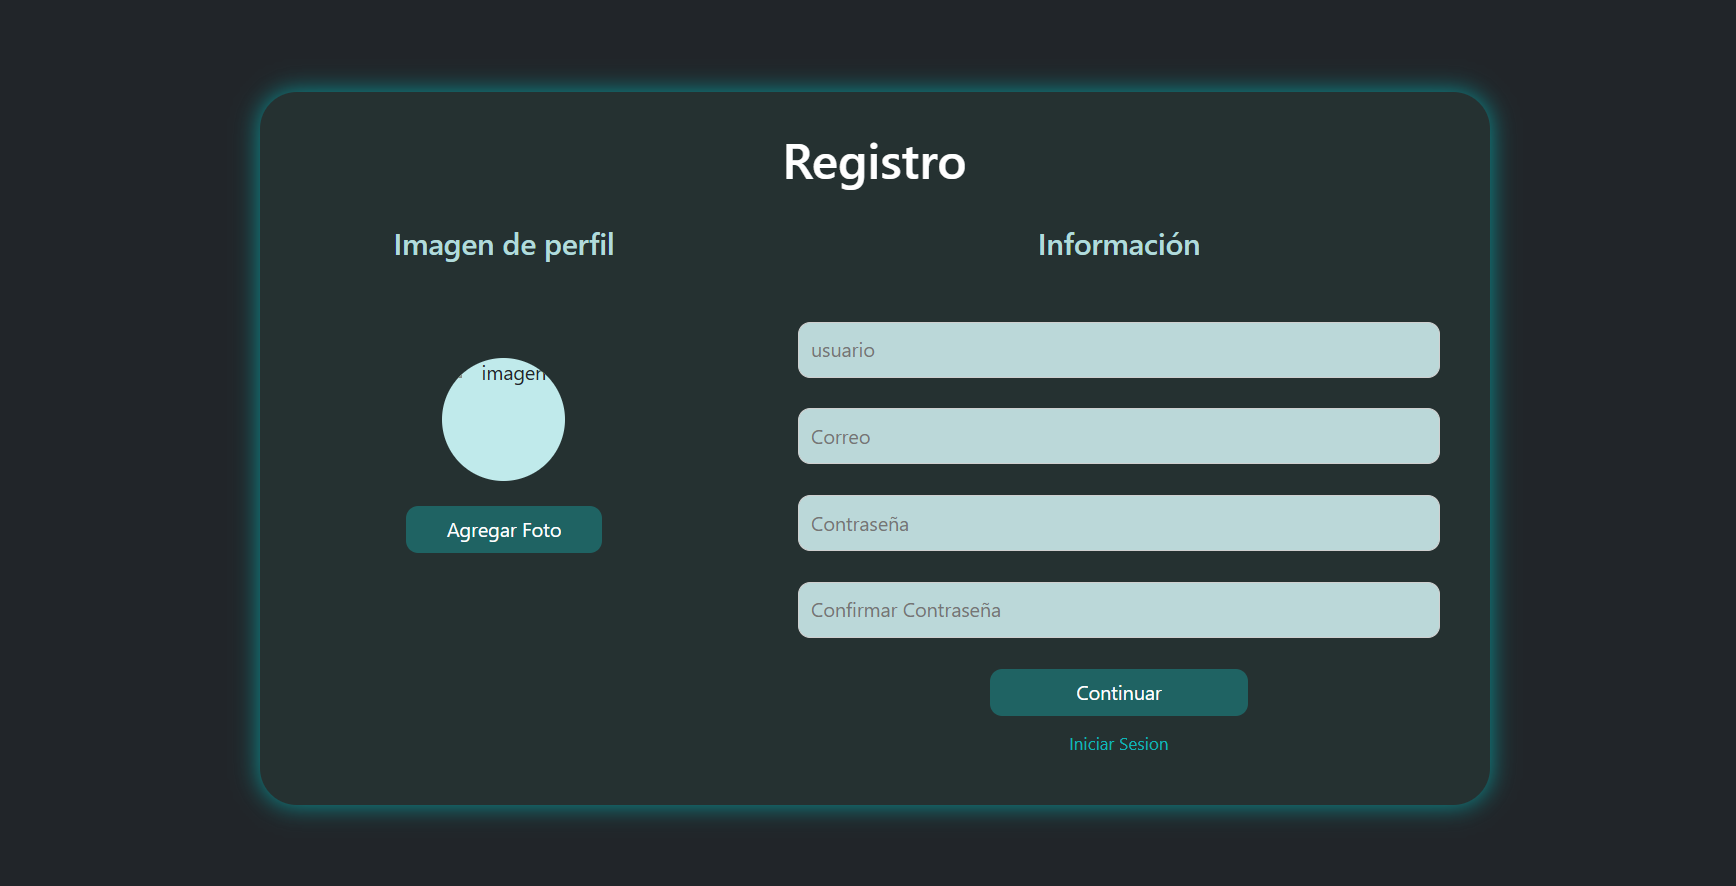 Registro
Imagen de perfil
imagen
Agregar Foto
Información
usuario
Correo
Contraseña
Confirmar Contraseña
Continuar
Iniciar Sesion